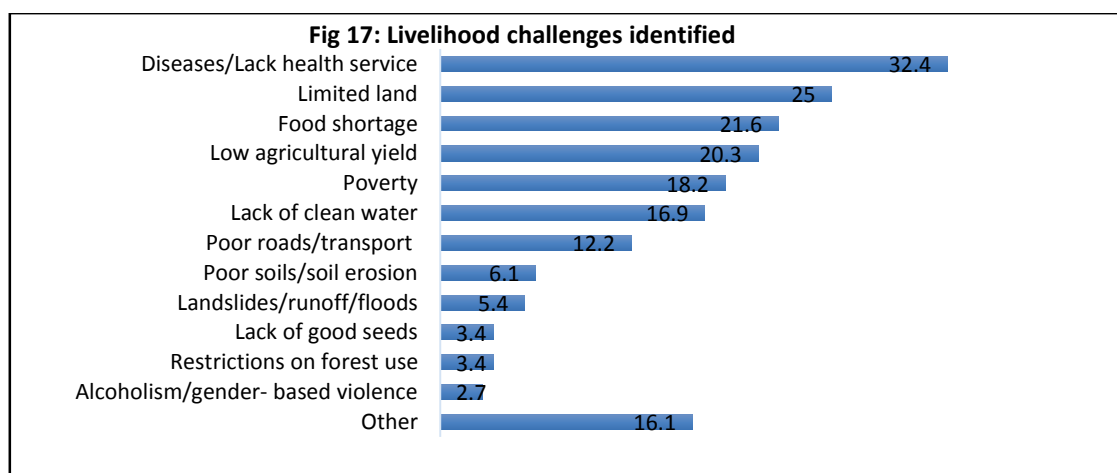 Fig 17: Livelihood challenges identified
Diseases/Lack health service 32.4
Limited land 25
Food shortage 21.6
Low agricultural yield 20.3
Poverty 18.2
Lack of clean water 16.9
Poor roads/transport 12.2
Poor soils/soil erosion 6.1
Landslides/runoff/floods 5.4
Lack of good seeds 3.4
Restrictions on forest use 3.4
Alcoholism/gender- based violence 2.7
Other 16.1